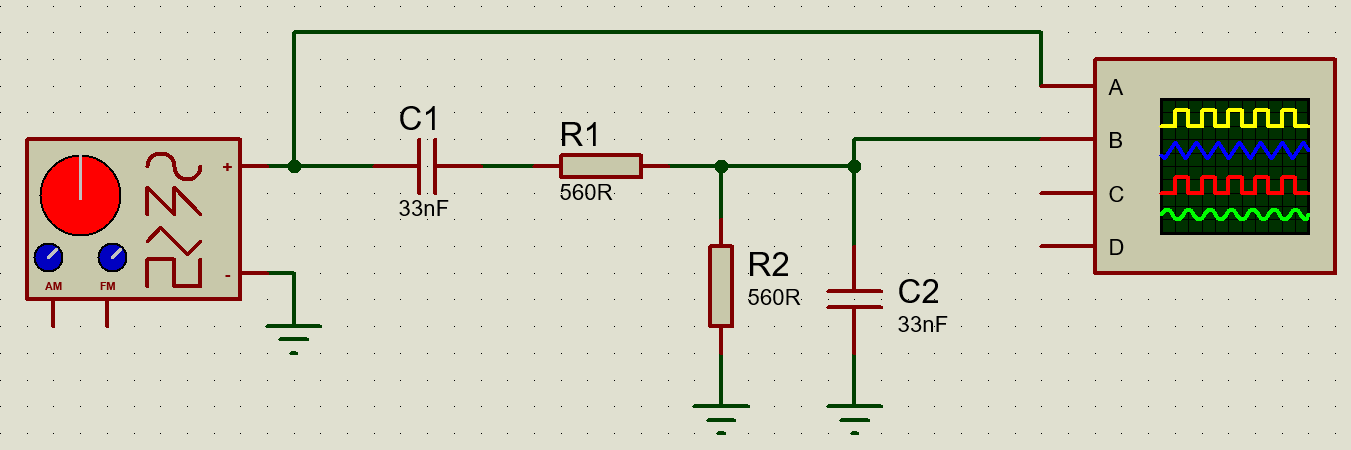 A
C1
R1
B
+
33nF
560R
C
R2
D
-
560R
C2
AM FM
33nF